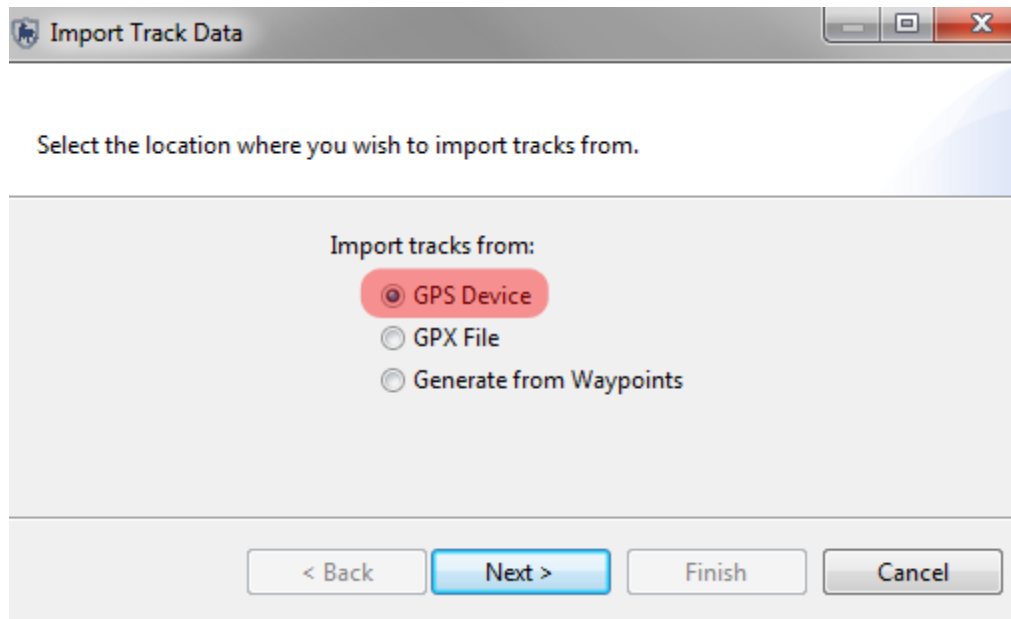 Import Track Data
Select the location where you wish to import tracks from.
Import tracks from:
GPS Device
GPX File
Generate from Waypoints
< Back Next > Finish Cancel